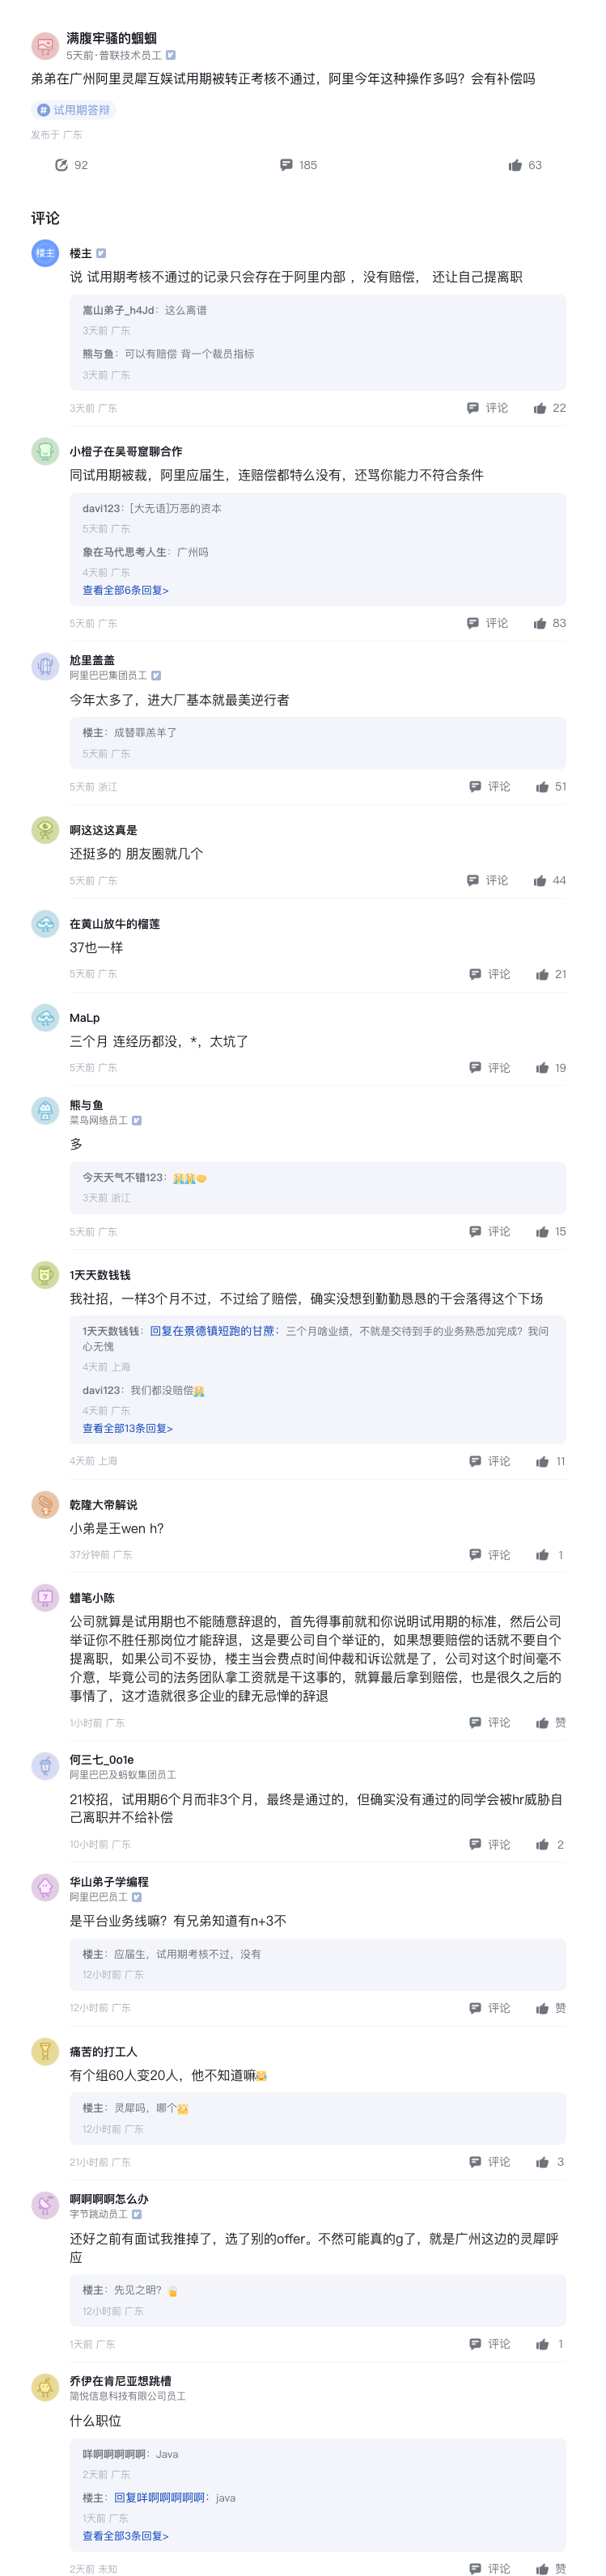 满腹牢骚的蝈蝈
5天前·普联技术员工
弟弟在广州阿里灵犀互娱试用期被转正考核不通过，阿里今年这种操作多吗？会有补偿吗
# 试用期答辩
发布于 广东
92 185 63
评论
楼主 楼主
说 试用期考核不通过的记录只会存在于阿里内部 ，没有赔偿， 还让自己提离职
嵩山弟子_h4Jd：这么离谱
3天前 广东
熊与鱼：可以有赔偿 背一个裁员指标
3天前 广东
3天前 广东 评论 22
小橙子在吴哥窟聊合作
同试用期被裁，阿里应届生，连赔偿都特么没有，还骂你能力不符合条件
davi123：[大无语]万恶的资本
5天前 广东
象在马代思考人生：广州吗
4天前 广东
查看全部6条回复>
5天前 广东 评论 83
尬里盖盖
阿里巴巴集团员工
今年太多了，进大厂基本就最美逆行者
楼主：成替罪羔羊了
5天前 广东
5天前 浙江 评论 51
啊这这这真是
还挺多的 朋友圈就几个
5天前 广东 评论 44
在黄山放牛的榴莲
37也一样
5天前 广东 评论 21
MaLp
三个月 连经历都没，*，太坑了
5天前 广东 评论 19
熊与鱼
菜鸟网络员工
多
今天天气不错123：😭😭🤝
3天前 浙江
5天前 广东 评论 15
1天天数钱钱
我社招，一样3个月不过，不过给了赔偿，确实没想到勤勤恳恳的干会落得这个下场
1天天数钱钱：回复在景德镇短跑的甘蔗：三个月啥业绩，不就是交待到手的业务熟悉加完成？我问
心无愧
4天前 上海
davi123：我们都没赔偿😭
4天前 广东
查看全部13条回复>
4天前 上海 评论 11
乾隆大帝解说
小弟是王wen h？
37分钟前 广东 评论 1
7
蜡笔小陈
公司就算是试用期也不能随意辞退的，首先得事前就和你说明试用期的标准，然后公司
举证你不胜任那岗位才能辞退，这是要公司自个举证的，如果想要赔偿的话就不要自个
提离职，如果公司不妥协，楼主当会费点时间仲裁和诉讼就是了，公司对这个时间毫不
介意，毕竟公司的法务团队拿工资就是干这事的，就算最后拿到赔偿，也是很久之后的
事情了，这才造就很多企业的肆无忌惮的辞退
1小时前 广东 评论 赞
何三七_0o1e
阿里巴巴及蚂蚁集团员工
21校招，试用期6个月而非3个月，最终是通过的，但确实没有通过的同学会被hr威胁自
己离职并不给补偿
10小时前 广东 评论 2
华山弟子学编程
阿里巴巴员工
是平台业务线嘛？有兄弟知道有n+3不
楼主：应届生，试用期考核不过，没有
12小时前 广东
12小时前 广东 评论 赞
痛苦的打工人
有个组60人变20人，他不知道嘛😂
楼主：灵犀吗，哪个
12小时前 广东
21小时前 广东 评论 3
啊啊啊啊怎么办
字节跳动员工
还好之前有面试我推掉了，选了别的offer。不然可能真的g了，就是广州这边的灵犀呼
应
楼主：先见之明？
12小时前 广东
1天前 广东 评论 1
乔伊在肯尼亚想跳槽
简悦信息科技有限公司员工
什么职位
咩啊啊啊啊啊：Java
2天前 广东
楼主：回复咩啊啊啊啊啊：java
1天前 广东
查看全部3条回复>
2天前 未知 评论 赞